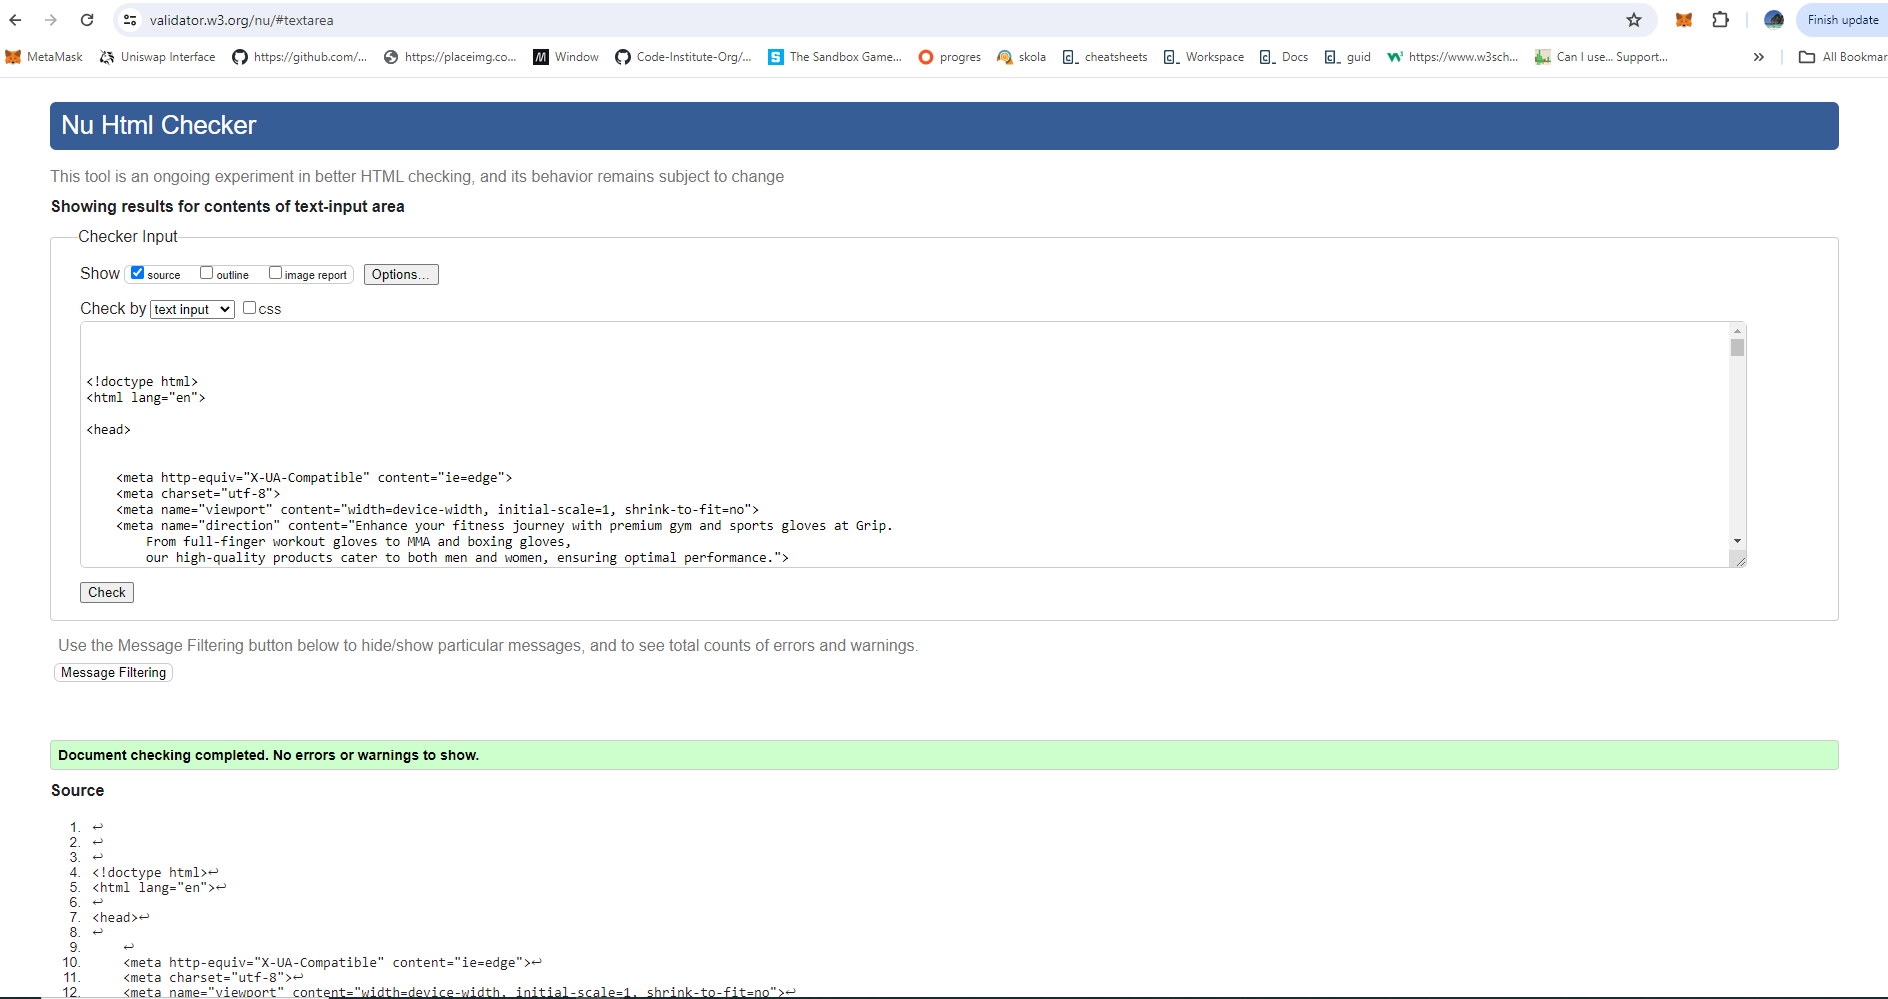 validator.w3.org/nu/#textarea
Finish update
MetaMask Uniswap Interface https://github.com/... https://placeimg.co... Window Code-Institute-Org/... The Sandbox Game... progres skola cheatsheets Workspace Docs guid https://www.w3sch... Can I use... Support... » All Bookmar
Nu Html Checker
This tool is an ongoing experiment in better HTML checking, and its behavior remains subject to change
Showing results for contents of text-input area
Checker Input
Show source outline image report Options...
Check by text input css
<!doctype html>
<html lang="en">
<head>
<meta http-equiv="X-UA-Compatible" content="ie=edge">
<meta charset="utf-8">
<meta name="viewport" content="width=device-width, initial-scale=1, shrink-to-fit=no">
<meta name="direction" content="Enhance your fitness journey with premium gym and sports gloves at Grip.
From full-finger workout gloves to MMA and boxing gloves,
our high-quality products cater to both men and women, ensuring optimal performance.">
Check
Use the Message Filtering button below to hide/show particular messages, and to see total counts of errors and warnings.
Message Filtering
Document checking completed. No errors or warnings to show.
Source
1. ↩
2. ↩
3. ↩
4. <!doctype html>↩
5. <html lang="en">↩
6. ↩
7. <head>↩
8. ↩
9. ↩
10. <meta http-equiv="X-UA-Compatible" content="ie=edge">↩
11. <meta charset="utf-8">↩
12. <meta name="viewport" content="width=device-width, initial-scale=1, shrink-to-fit=no">↩